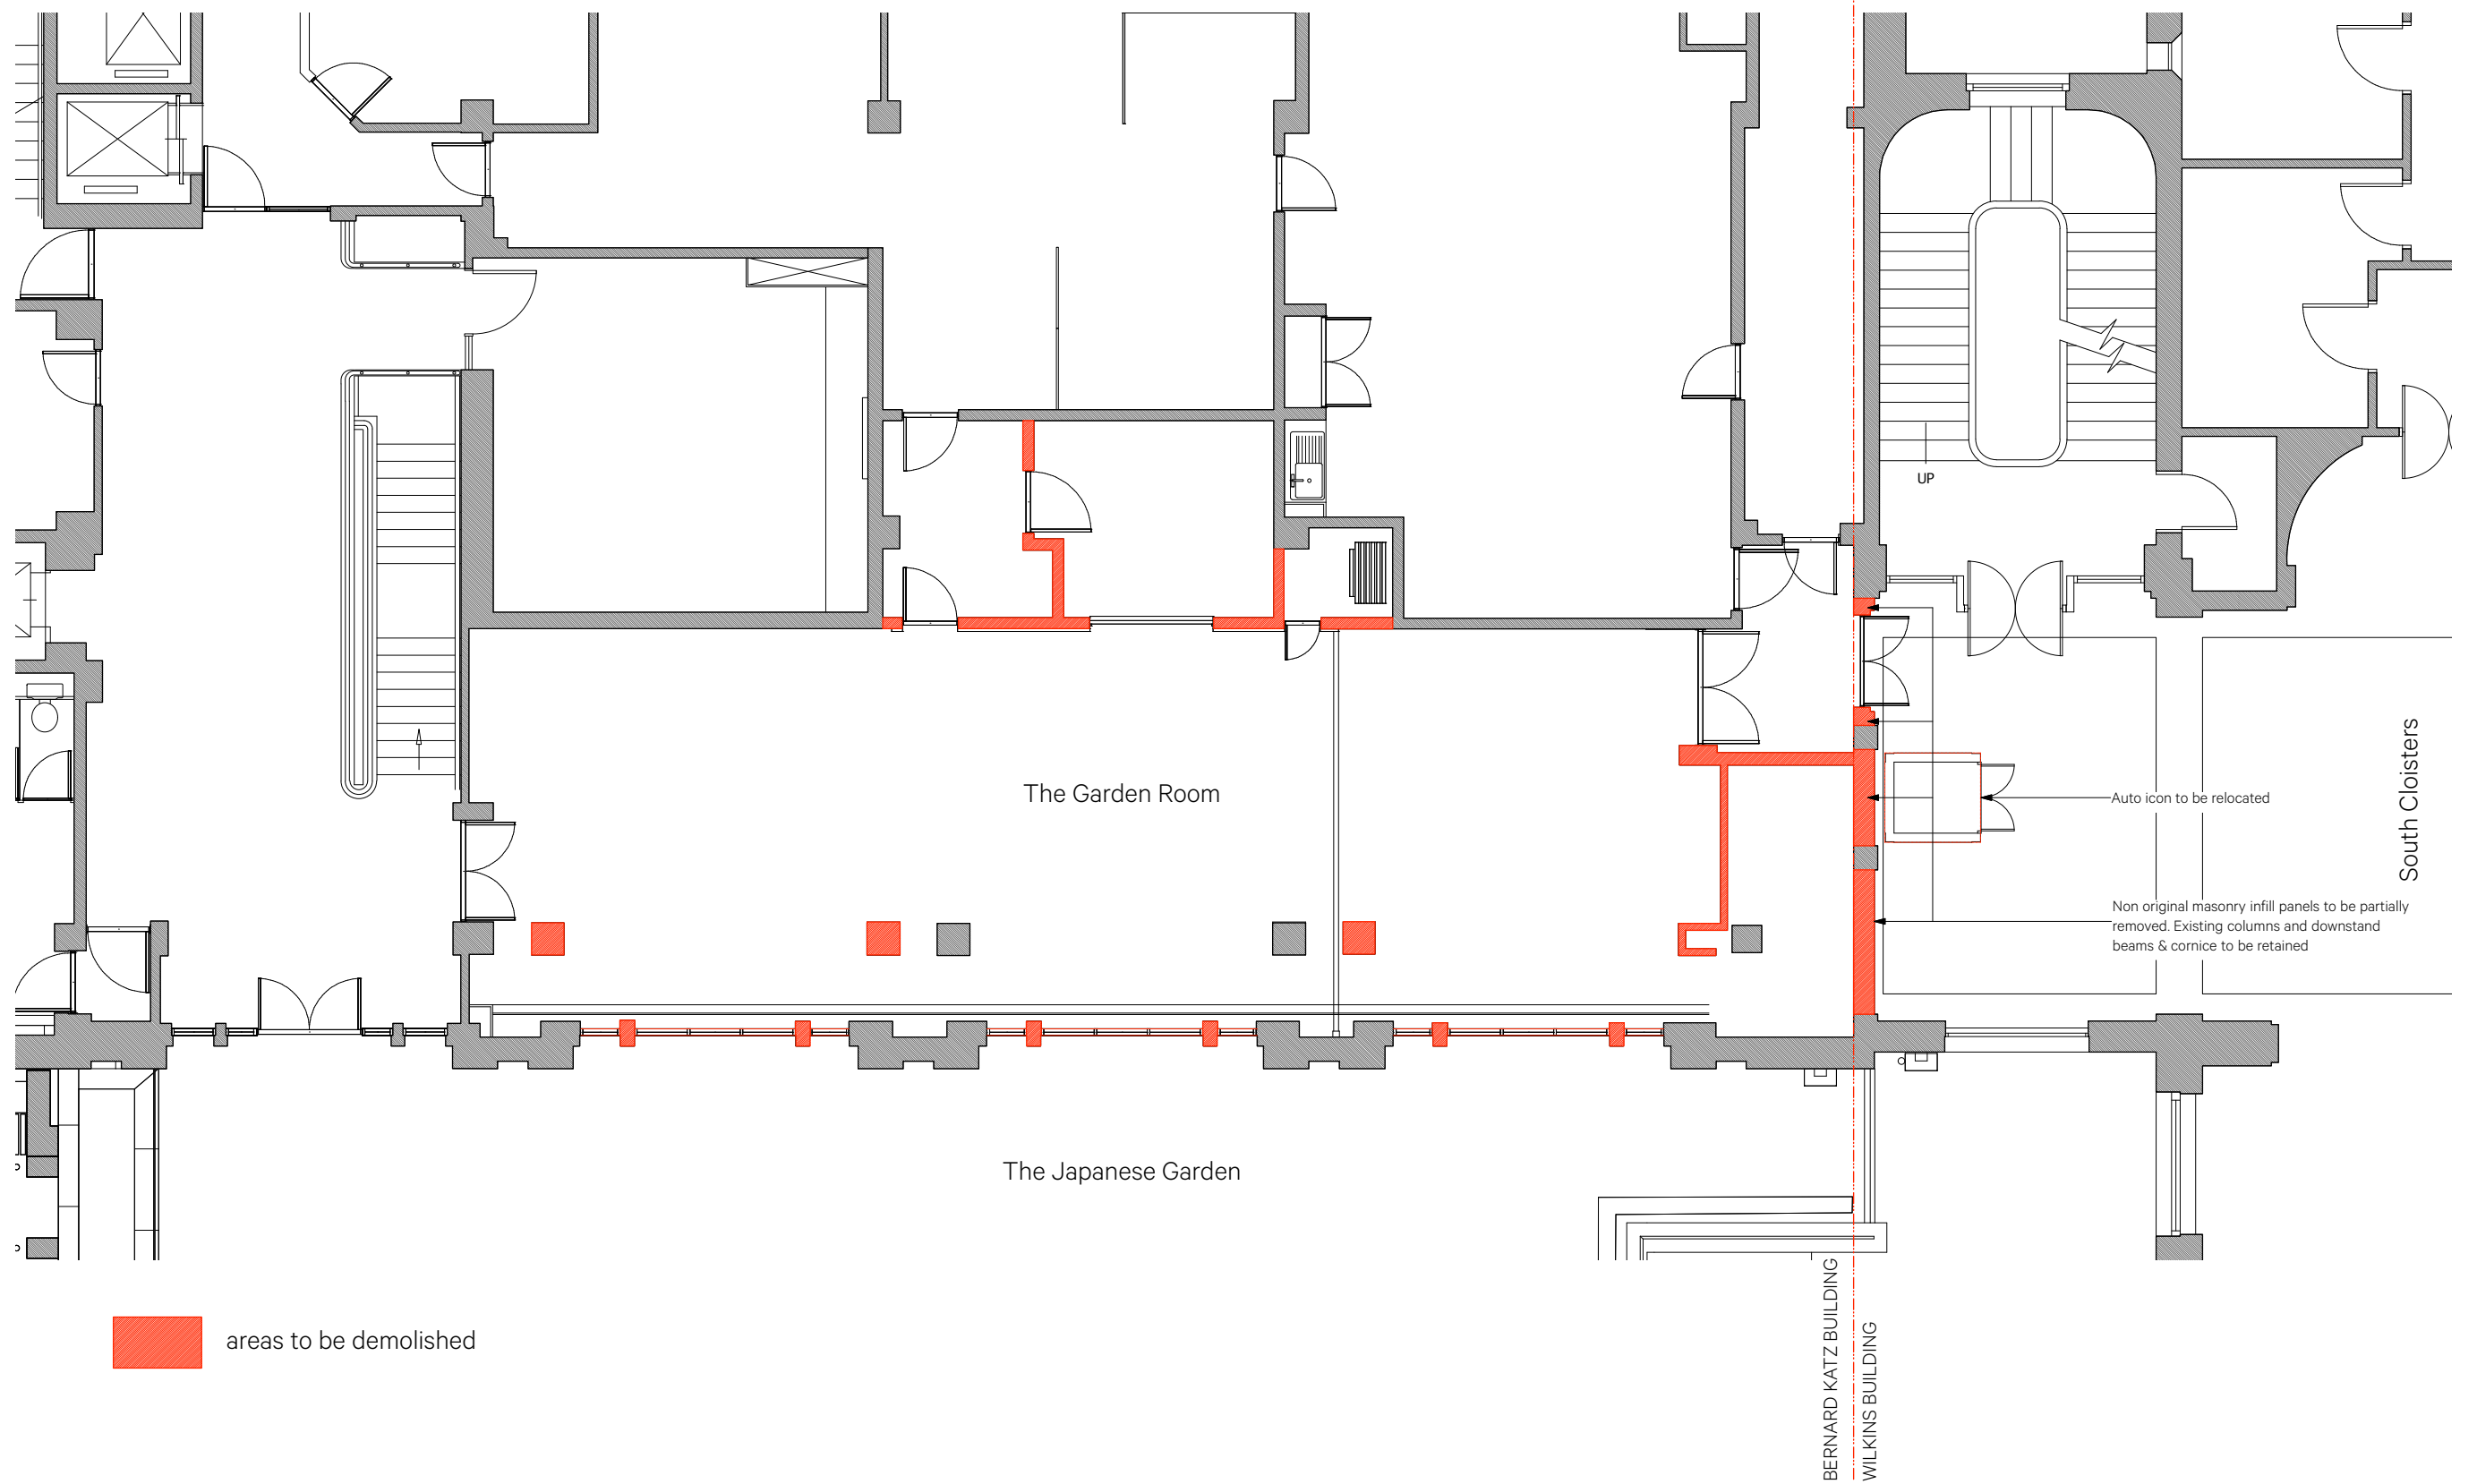 UP
The Garden Room
Auto icon to be relocated
South Cloisters
Non original masonry infill panels to be partially
removed. Existing columns and downstand
beams & cornice to be retained
The Japanese Garden
BERNARD KATZ BUILDING
WILKINS BUILDING
areas to be demolished